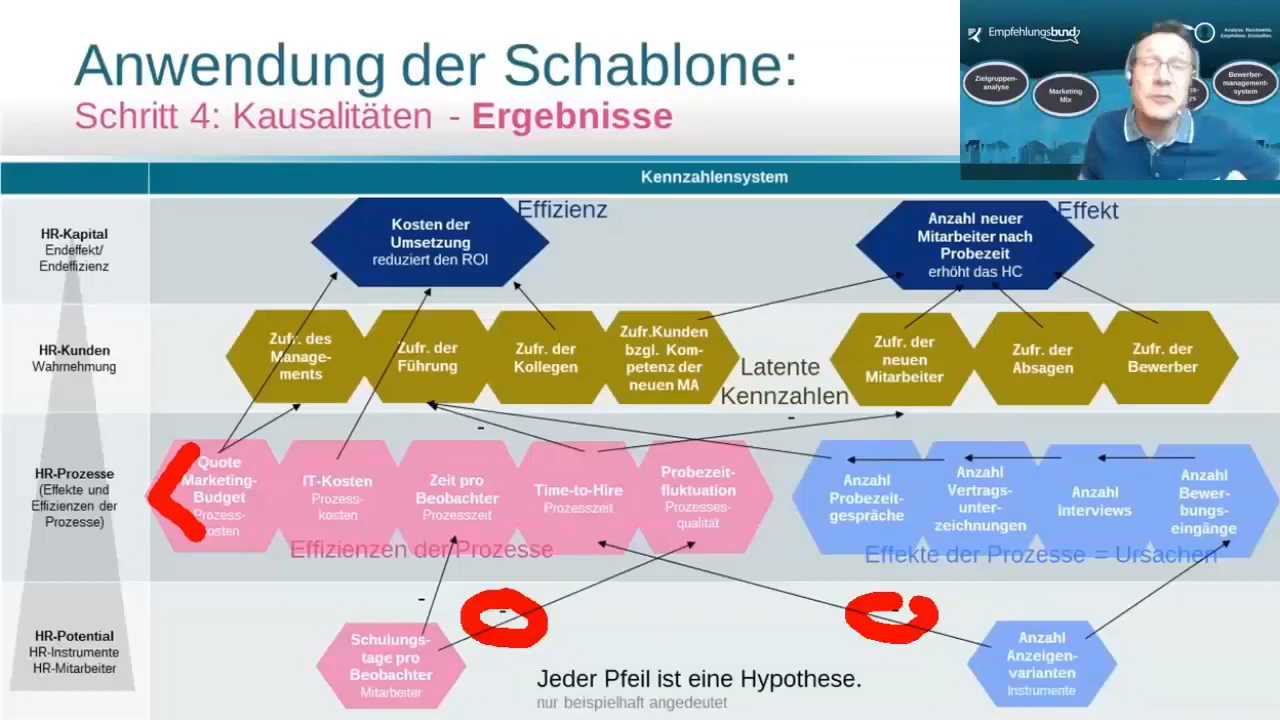 Anwendung der Schablone:
Schritt 4: Kausalitäten - Ergebnisse
Empfehlungsbund
Zielgruppen-
analyse
Marketing
Mix
Bewerber-
management-
system
Kennzahlensystem
HR-Kapital
Endeffekt/
Endeffizienz
Kosten der
Umsetzung
reduziert den ROI
Effizienz
Anzahl neuer
Mitarbeiter nach
Probezeit
erhöht das HC
Effekt
HR-Kunden
Wahrnehmung
Zufr. des
Manage-
ments
Zufr. der
Führung
Zufr. der
Kollegen
Zufr.Kunden
bzgl. Kom-
petenz der
neuen MA
Latente
Kennzahlen
Zufr. der
neuen
Mitarbeiter
Zufr. der
Absagen
Zufr. der
Bewerber
-
-
HR-Prozesse
(Effekte und
Effizienzen der
Prozesse)
Quote
Marketing-
Budget
Prozess-
kosten
IT-Kosten
Prozess-
kosten
Zeit pro
Beobachter
Prozesszeit
Time-to-Hire
Prozesszeit
Probezeit-
fluktuation
Prozesses-
qualität
Anzahl
Probezeit-
gespräche
Anzahl
Vertrags-
unter-
zeichnungen
Anzahl
Interviews
Anzahl
Bewer-
bungs-
eingänge
Effizienzen der Prozesse
Effekte der Prozesse = Ursachen
-
-
-
HR-Potential
HR-Instrumente
HR-Mitarbeiter
Schulungs-
tage pro
Beobachter
Mitarbeiter
Anzahl
Anzeigen-
varianten
Instrumente
Jeder Pfeil ist eine Hypothese.
nur beispielhaft angedeutet